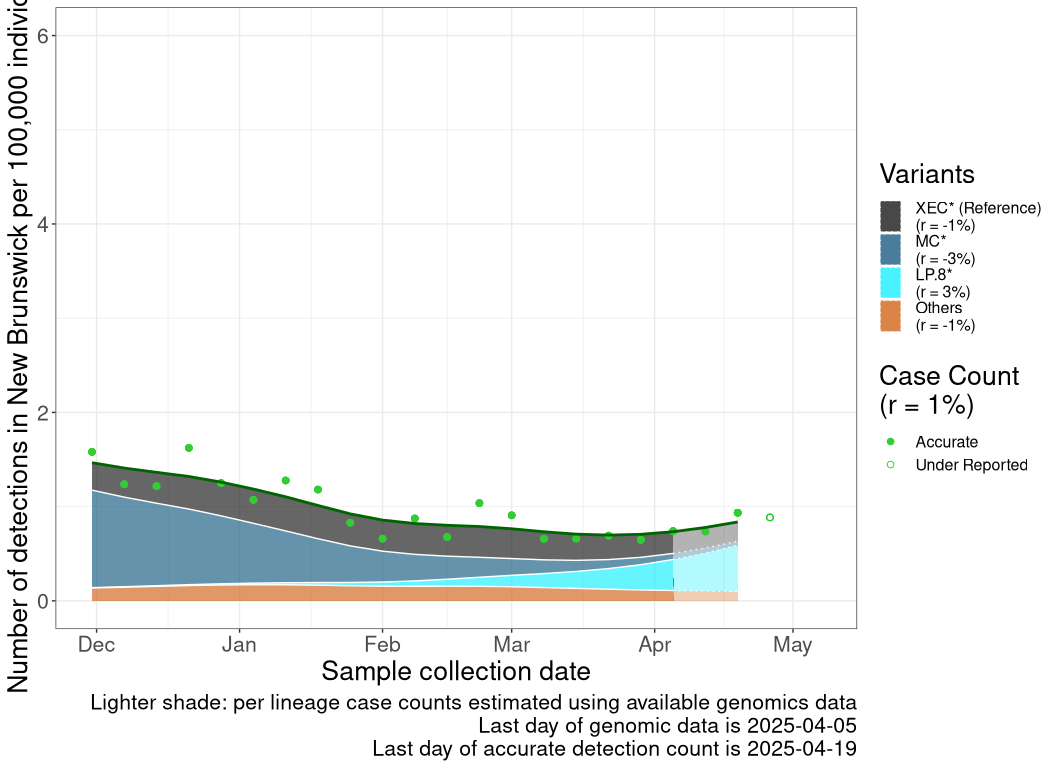 Number of detections in New Brunswick per 100,000
6
4
2
0
Dec Jan Feb Mar Apr May
Sample collection date
Lighter shade: per lineage case counts estimated using available genomics data
Last day of genomic data is 2025-04-05
Last day of accurate detection count is 2025-04-19
Variants
XEC* (Reference)
(r = -1%)
MC*
(r = -3%)
LP.8*
(r = 3%)
Others
(r = -1%)
Case Count
(r = 1%)
Accurate
Under Reported